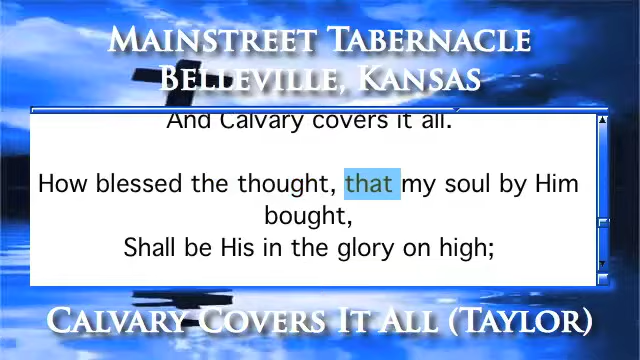 MAINSTREET TABERNACLE
BELLEVILLE, KANSAS
And Calvary covers it all.
How blessed the thought, that my soul by Him
bought,
Shall be His in the glory on high;
CALVARY COVERS IT ALL (TAYLOR)